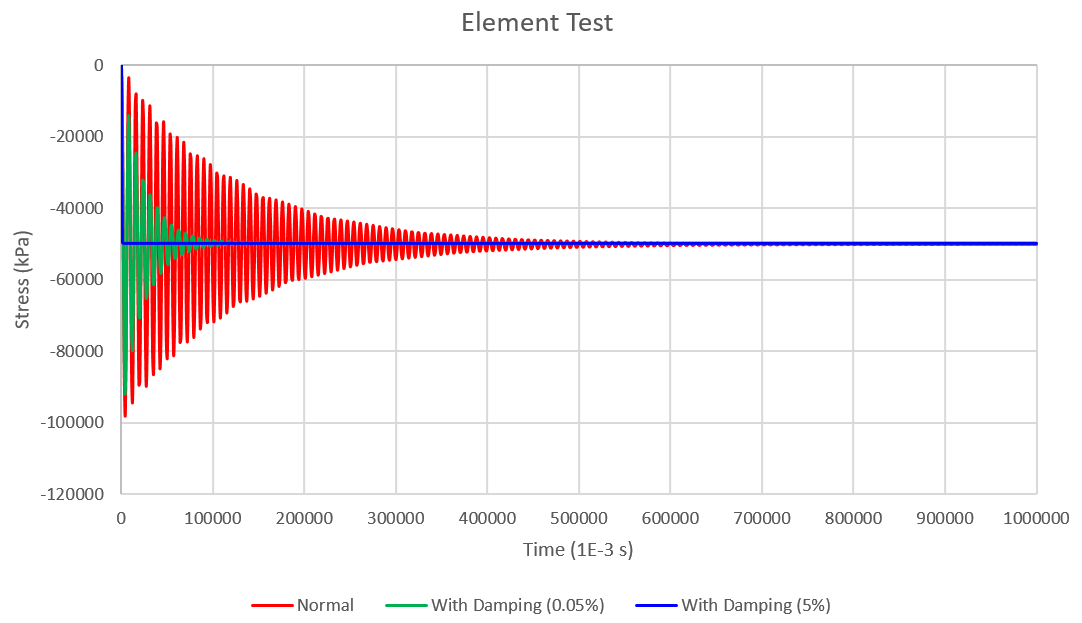 Element Test
0
-20000
-40000
-60000
-80000
-100000
-120000
Stress (kPa)
0 100000 200000 300000 400000 500000 600000 700000 800000 900000 1000000
Time (1E-3 s)
Normal With Damping (0.05%) With Damping (5%)